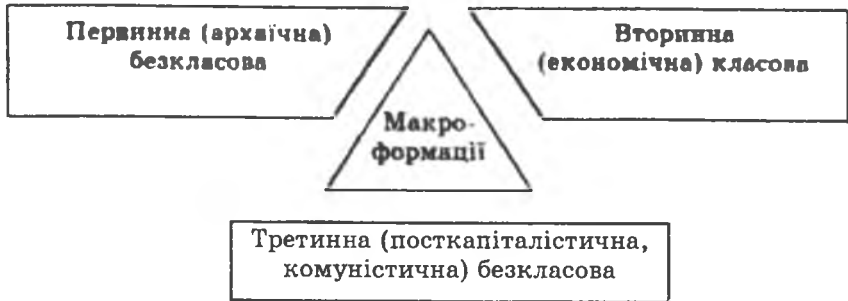 Первинна (архаїчна)
безкласова
Вторинна
(економічна) класова
Макро-
формації
Третинна (посткапіталістична,
комуністична) безкласова